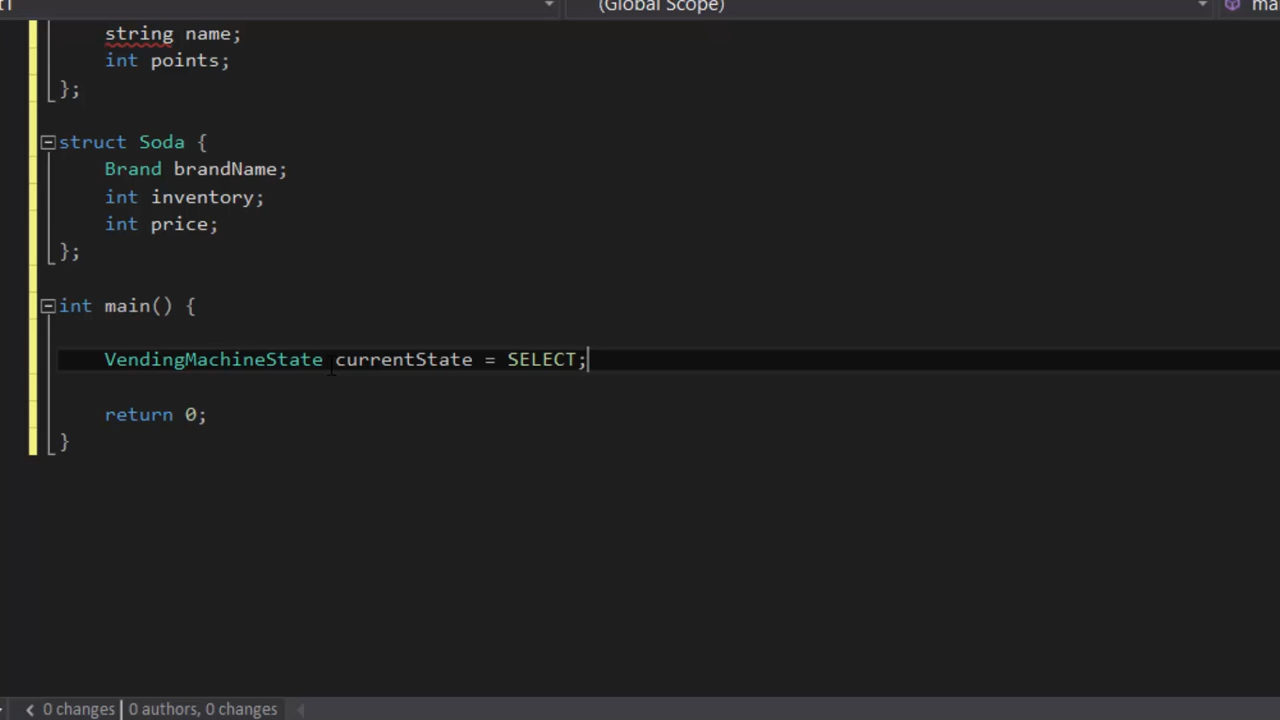 (Global Scope)
string name;
int points;
};
struct Soda {
Brand brandName;
int inventory;
int price;
};
int main() {
VendingMachineState currentState = SELECT;
return 0;
}
0 changes | 0 authors, 0 changes